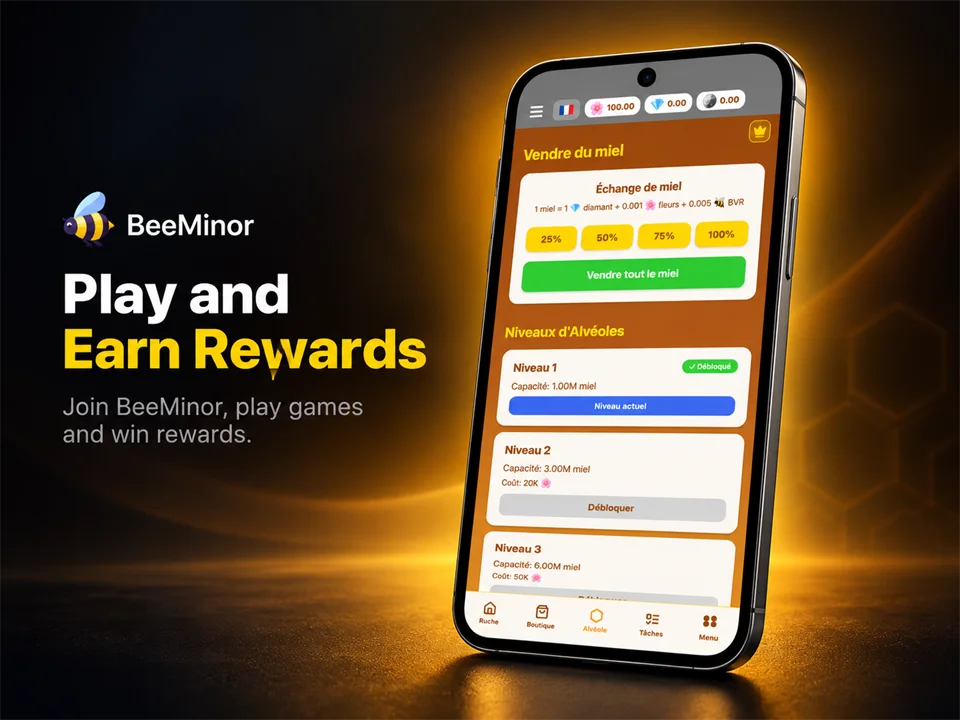 BeeMinor
Play and
Earn Rewards
Join BeeMinor, play games
and win rewards.
100.00 0.00 0.00
Vendre du miel
Échange de miel
1 miel = 1 diamant + 0.001 fleurs + 0.005 BVR
25% 50% 75% 100%
Vendre tout le miel
Niveaux d'Alvéoles
Niveau 1 ✓ Débloqué
Capacité: 1.00M miel
Niveau actuel
Niveau 2
Capacité: 3.00M miel
Coût: 20K
Débloquer
Niveau 3
Capacité: 6.00M miel
Coût: 50K
Ruche Boutique Alvéole Tâches Menu